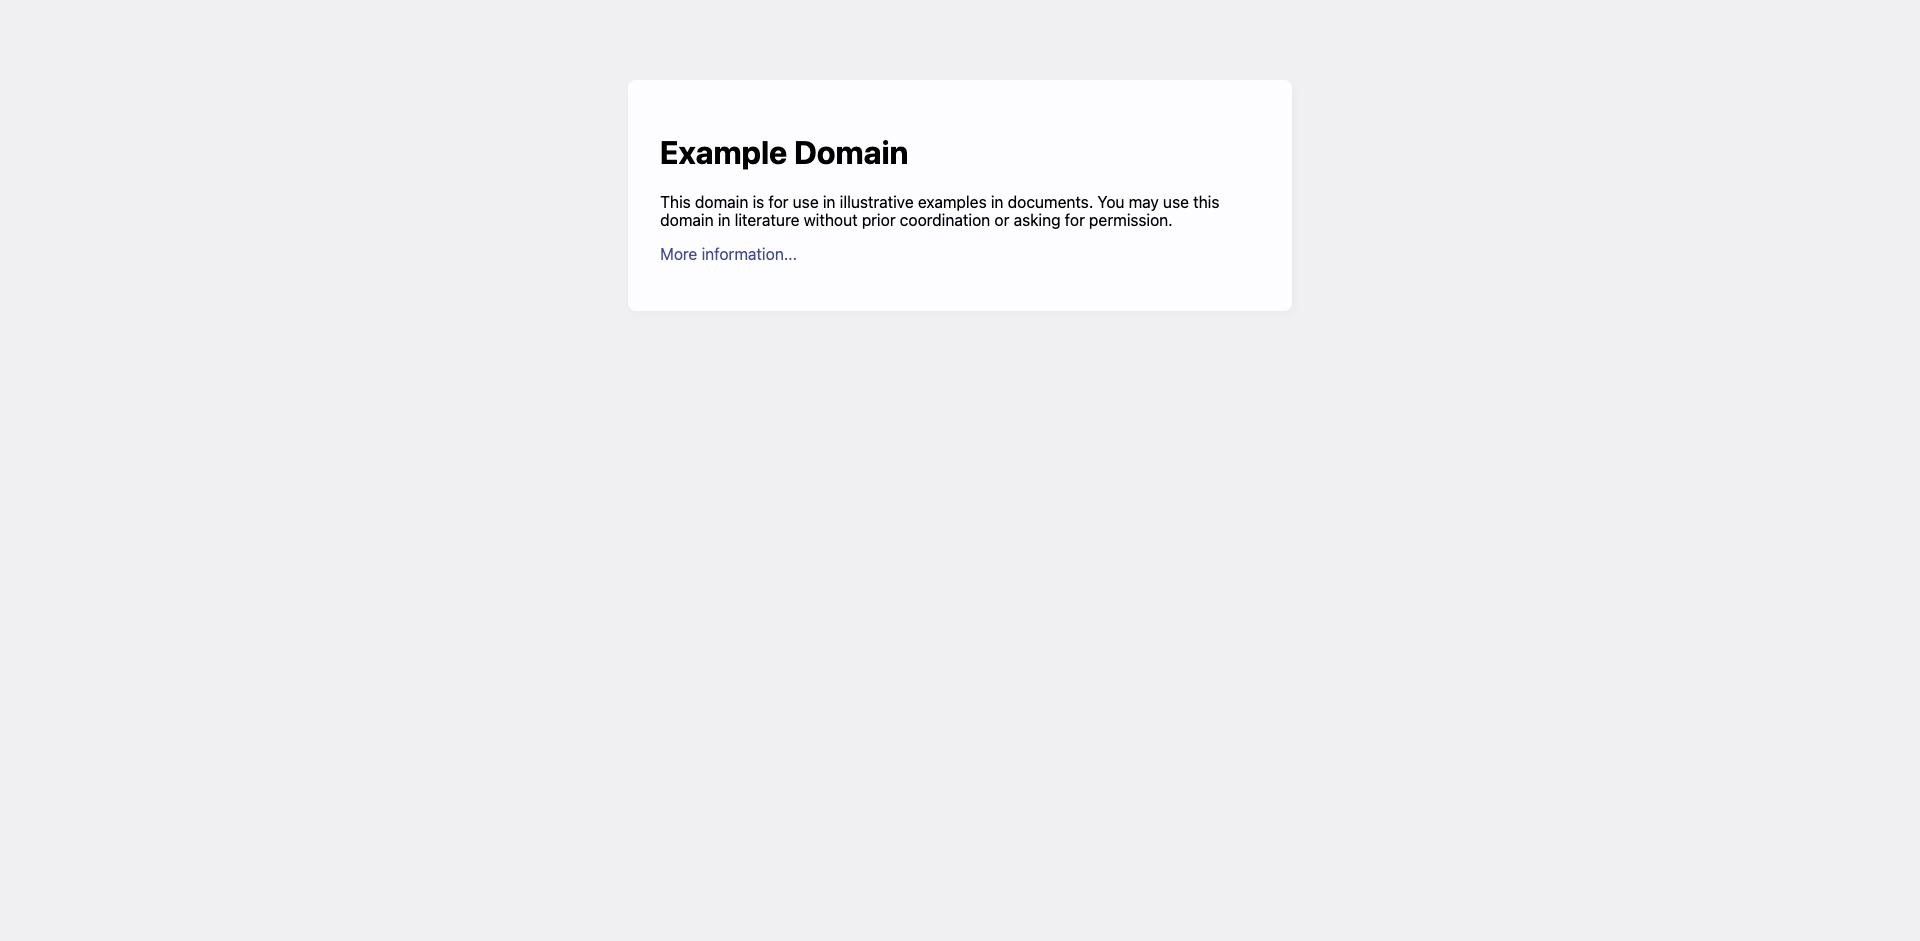 Example Domain
This domain is for use in illustrative examples in documents. You may use this
domain in literature without prior coordination or asking for permission.
More information...